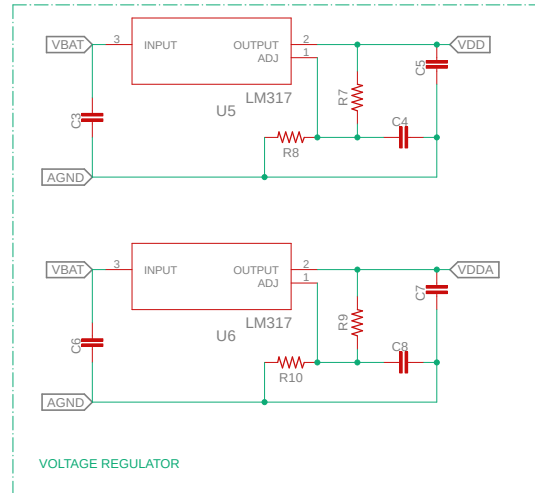 VBAT
3
INPUT
OUTPUT
2
VDD
ADJ
1
C5
C3
R7
LM317
U5
C4
R8
AGND
VBAT
3
INPUT
OUTPUT
2
VDDA
ADJ
1
C7
C6
R9
LM317
U6
C8
R10
AGND
VOLTAGE REGULATOR